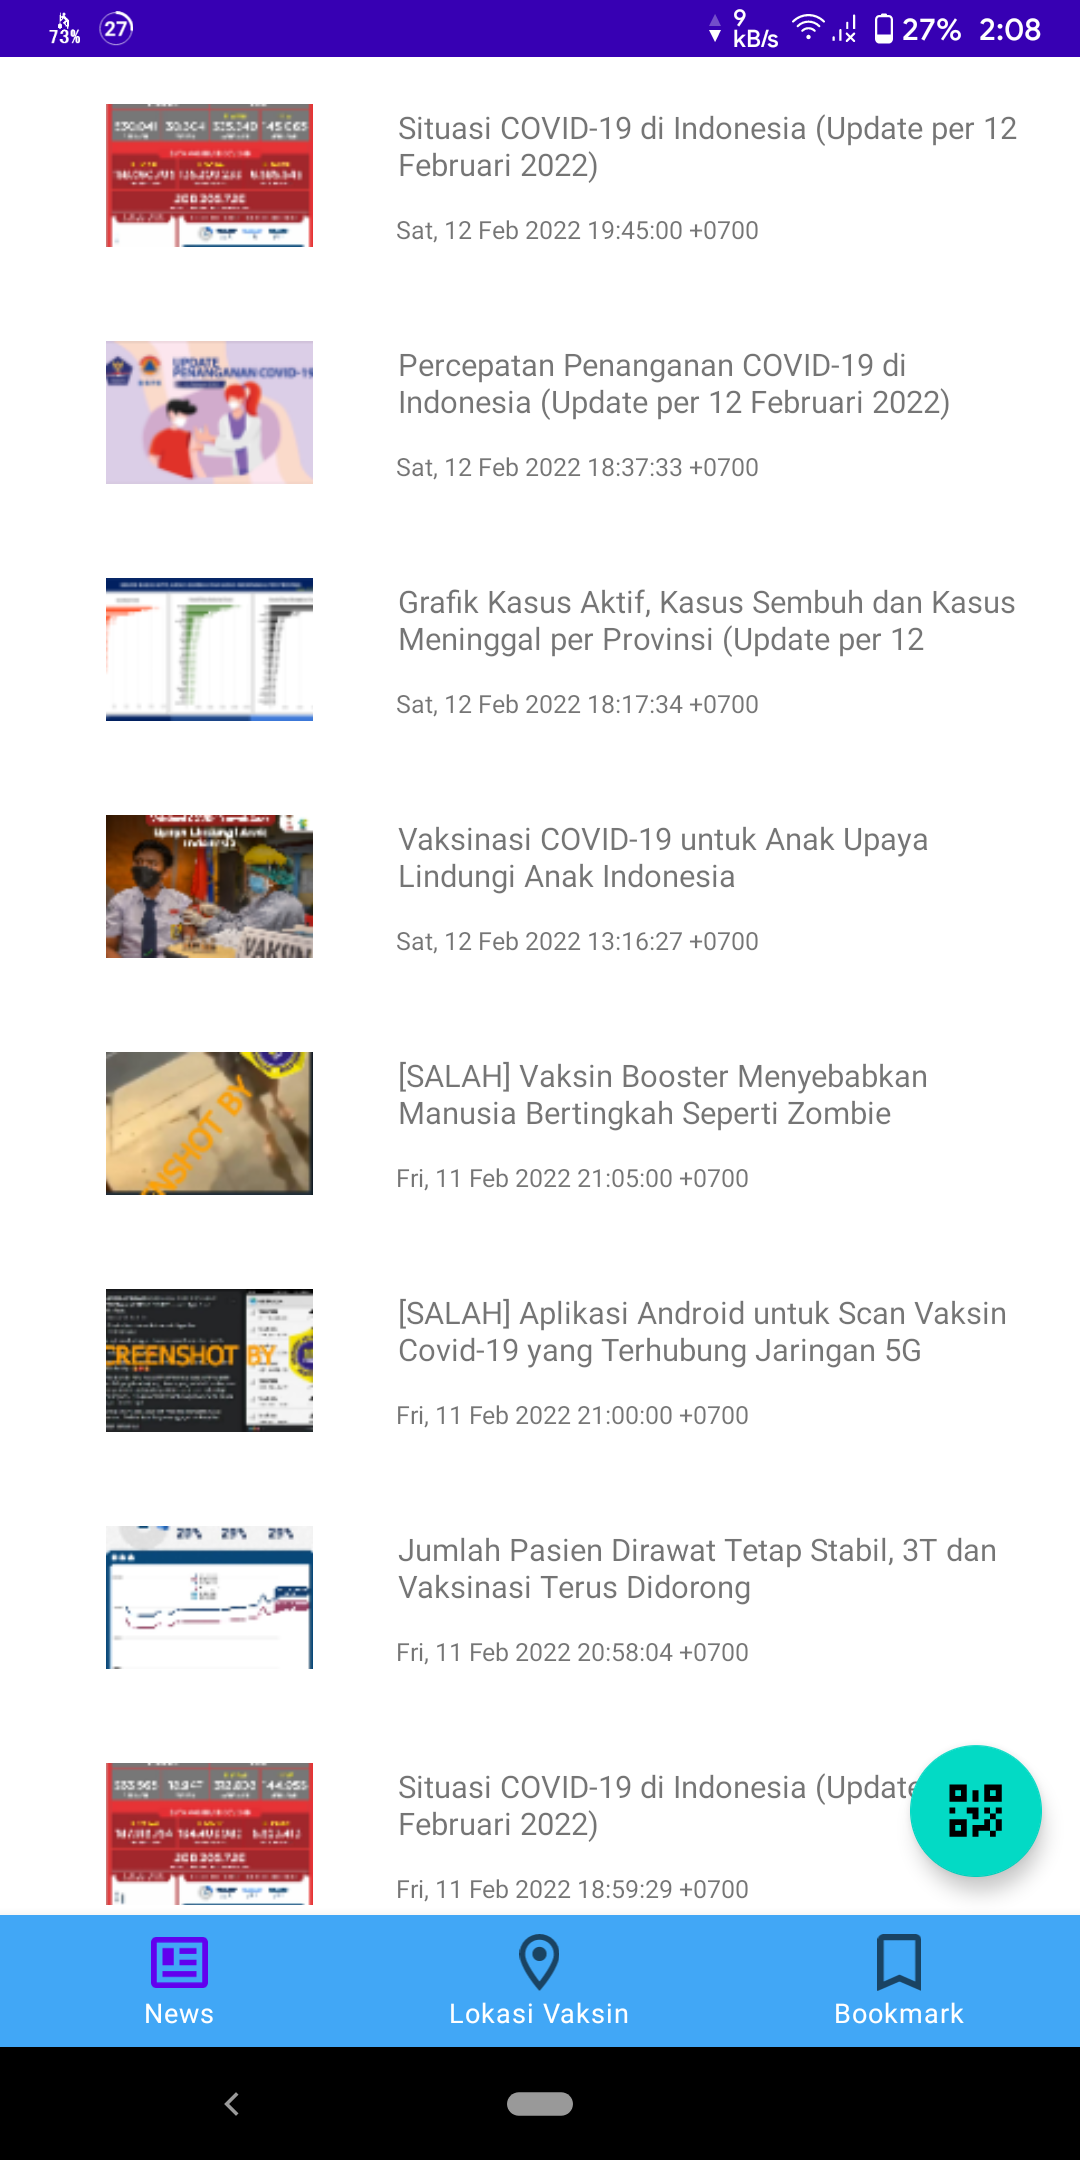 73%
27
9
kB/s
27%
2:08
Situasi COVID-19 di Indonesia (Update per 12
Februari 2022)
Sat, 12 Feb 2022 19:45:00 +0700
UPDATE
PENANGANAN COVID-19
Percepatan Penanganan COVID-19 di
Indonesia (Update per 12 Februari 2022)
Sat, 12 Feb 2022 18:37:33 +0700
Grafik Kasus Aktif, Kasus Sembuh dan Kasus
Meninggal per Provinsi (Update per 12
Sat, 12 Feb 2022 18:17:34 +0700
Vaksinasi COVID-19 untuk Anak Upaya
Lindungi Anak Indonesia
Sat, 12 Feb 2022 13:16:27 +0700
ENSHOT BY
[SALAH] Vaksin Booster Menyebabkan
Manusia Bertingkah Seperti Zombie
Fri, 11 Feb 2022 21:05:00 +0700
CREENSHOT BY
[SALAH] Aplikasi Android untuk Scan Vaksin
Covid-19 yang Terhubung Jaringan 5G
Fri, 11 Feb 2022 21:00:00 +0700
Jumlah Pasien Dirawat Tetap Stabil, 3T dan
Vaksinasi Terus Didorong
Fri, 11 Feb 2022 20:58:04 +0700
Situasi COVID-19 di Indonesia (Update
Februari 2022)
Fri, 11 Feb 2022 18:59:29 +0700
News
Lokasi Vaksin
Bookmark